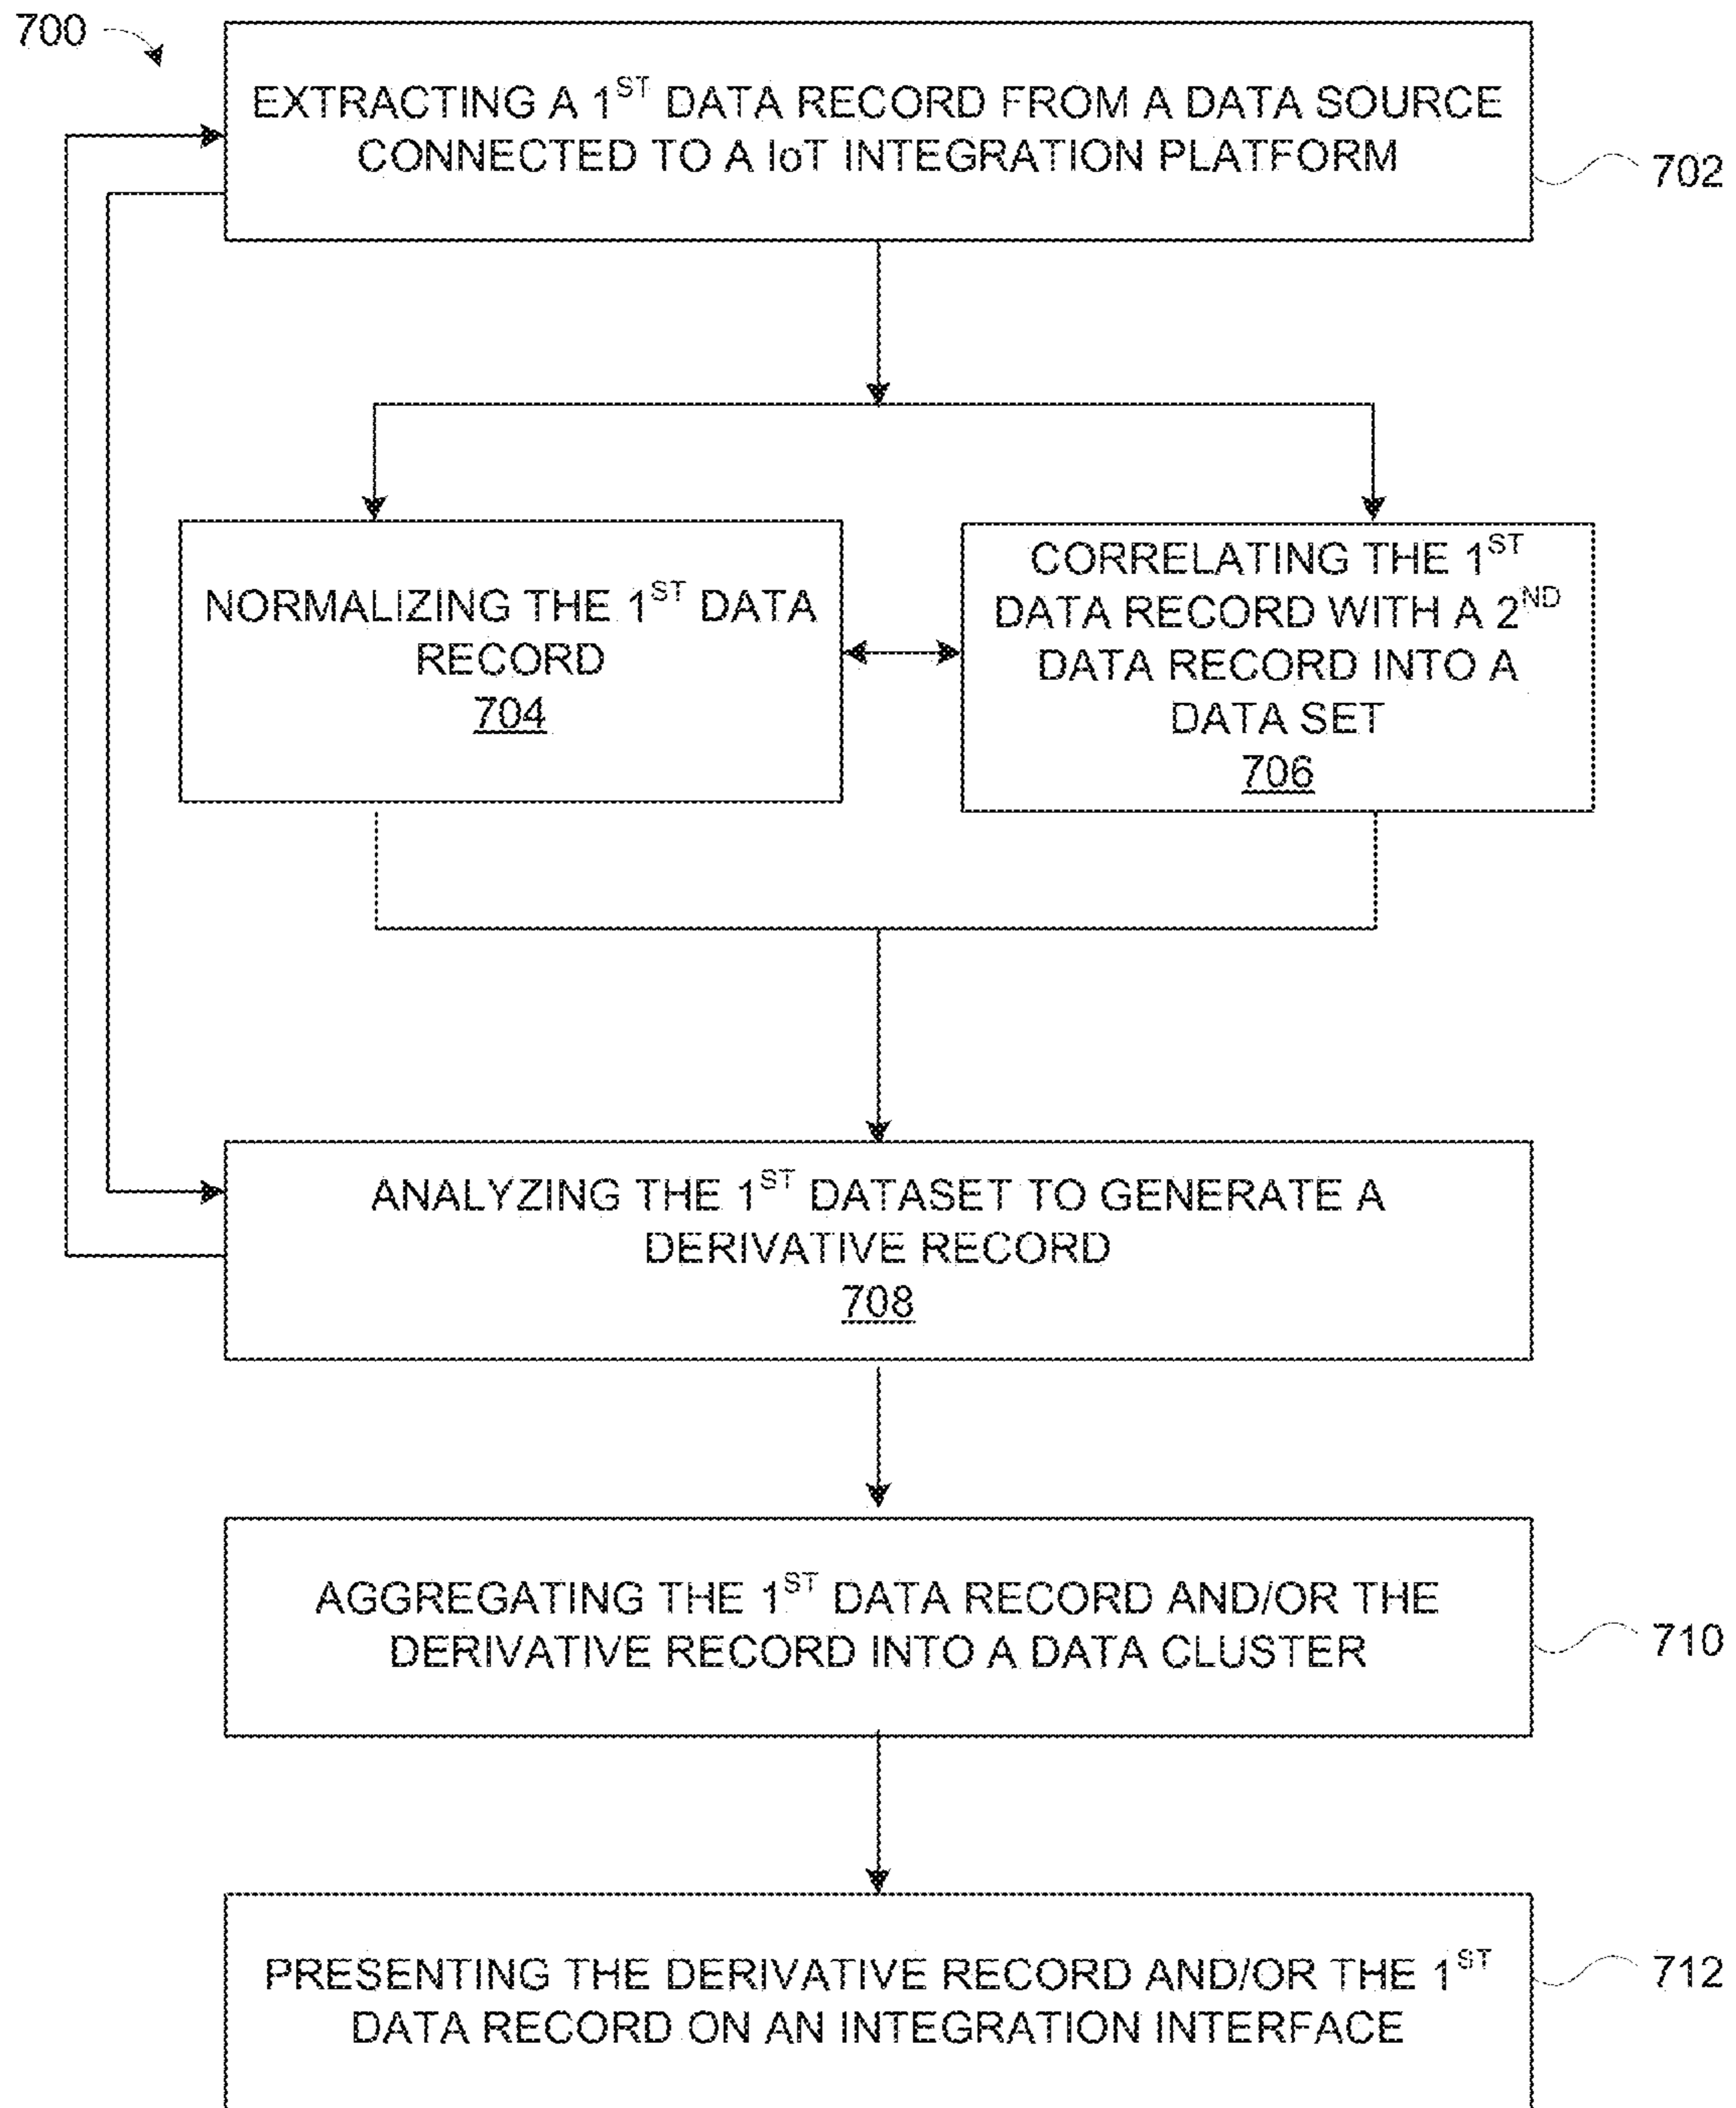 700
EXTRACTING A 1ST DATA RECORD FROM A DATA SOURCE
CONNECTED TO A IoT INTEGRATION PLATFORM
702
NORMALIZING THE 1ST DATA
RECORD
704
CORRELATING THE 1ST
DATA RECORD WITH A 2ND
DATA RECORD INTO A
DATA SET
706
ANALYZING THE 1ST DATASET TO GENERATE A
DERIVATIVE RECORD
708
AGGREGATING THE 1ST DATA RECORD AND/OR THE
DERIVATIVE RECORD INTO A DATA CLUSTER
710
PRESENTING THE DERIVATIVE RECORD AND/OR THE 1ST
DATA RECORD ON AN INTEGRATION INTERFACE
712